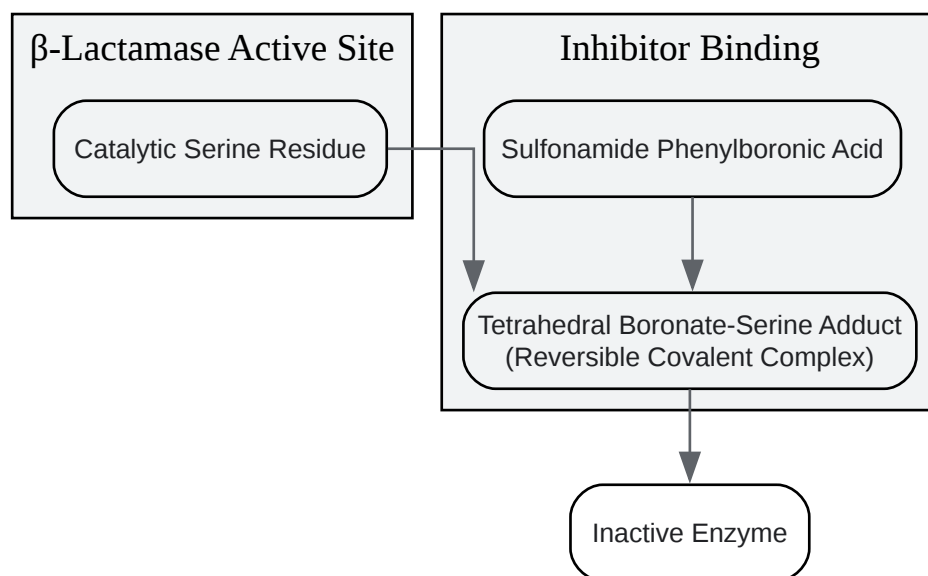 β-Lactamase Active Site
Inhibitor Binding
Catalytic Serine Residue
Sulfonamide Phenylboronic Acid
Tetrahedral Boronate-Serine Adduct
(Reversible Covalent Complex)
Inactive Enzyme